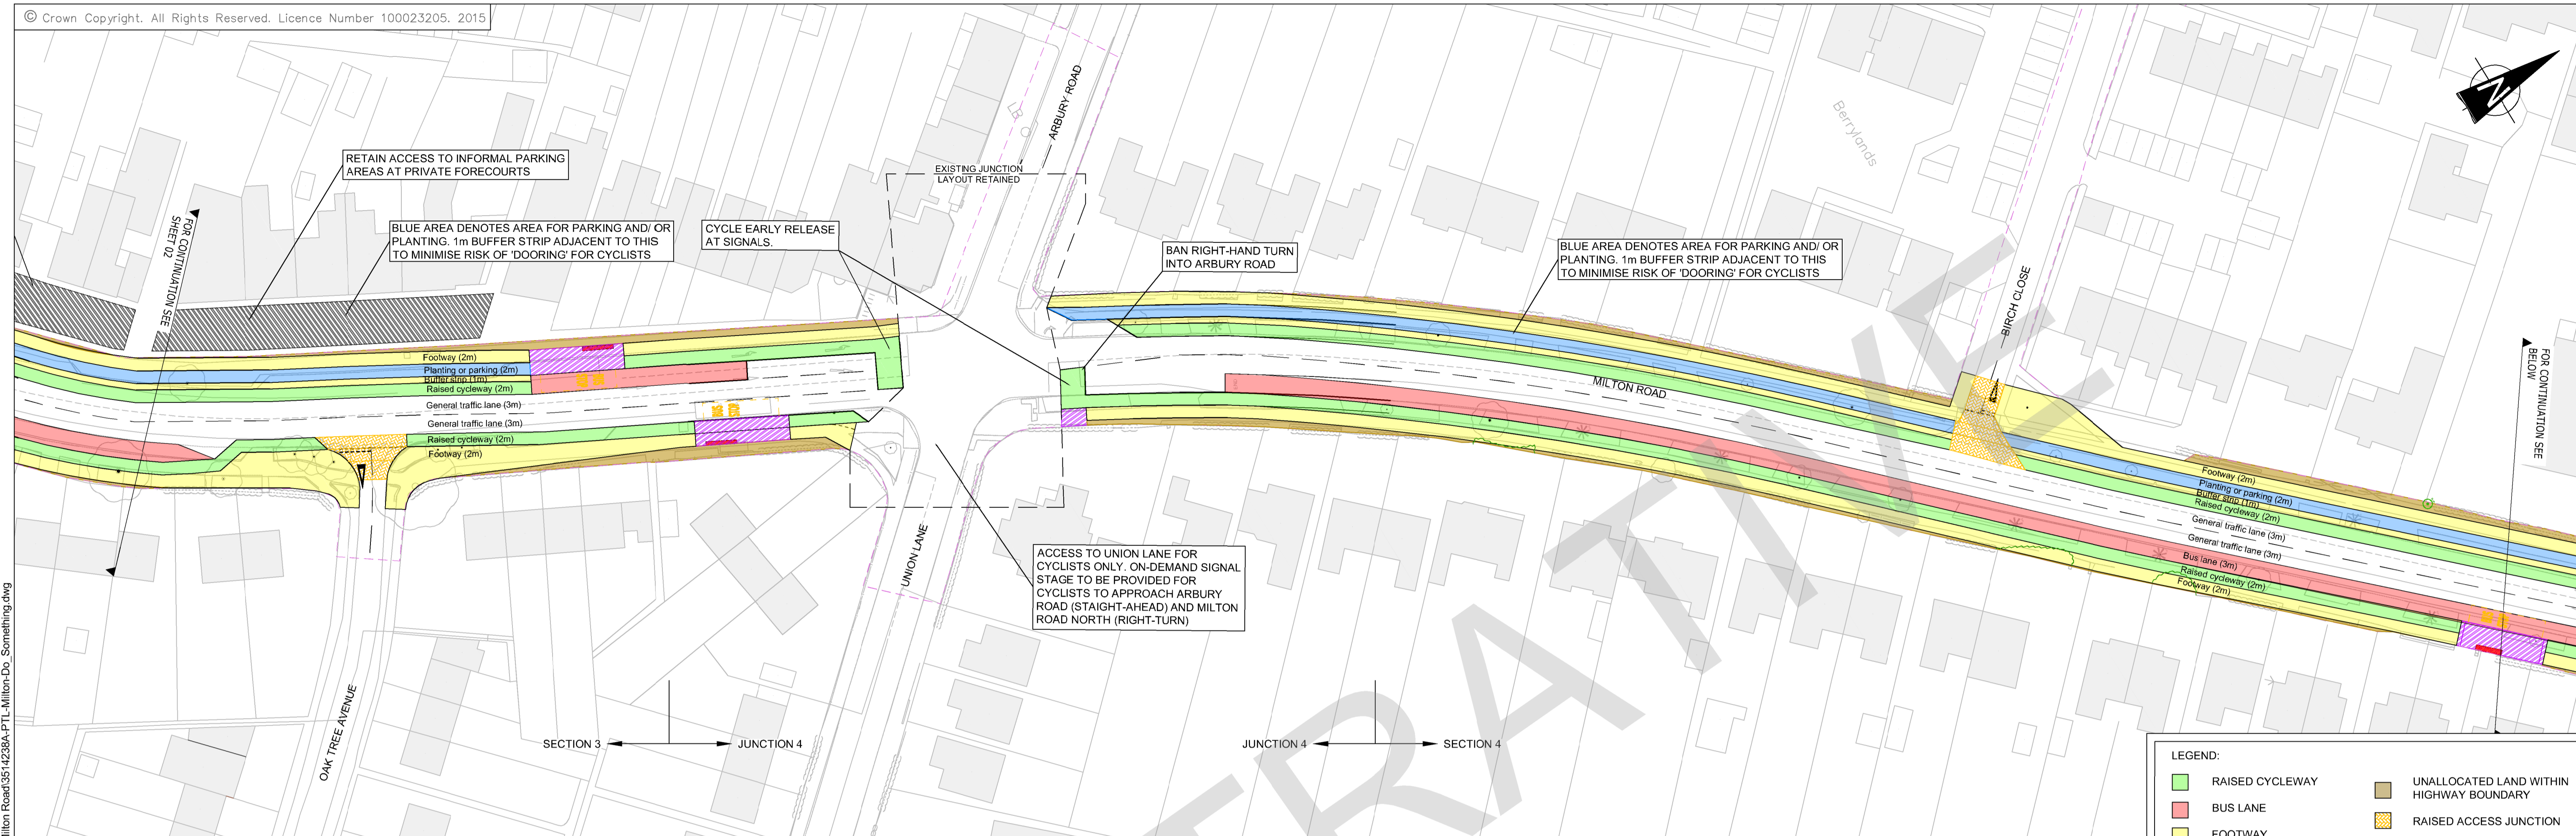 © Crown Copyright. All Rights Reserved. Licence Number 100023205. 2015
RETAIN ACCESS TO INFORMAL PARKING
AREAS AT PRIVATE FORECOURTS
FOR CONTINUATION SEE
SHEET 02
BLUE AREA DENOTES AREA FOR PARKING AND/ OR
PLANTING. 1m BUFFER STRIP ADJACENT TO THIS
TO MINIMISE RISK OF 'DOORING' FOR CYCLISTS
CYCLE EARLY RELEASE
AT SIGNALS.
EXISTING JUNCTION
LAYOUT RETAINED
ARBURY ROAD
BAN RIGHT-HAND TURN
INTO ARBURY ROAD
BLUE AREA DENOTES AREA FOR PARKING AND/ OR
PLANTING. 1m BUFFER STRIP ADJACENT TO THIS
TO MINIMISE RISK OF 'DOORING' FOR CYCLISTS
Berrylands
BIRCH CLOSE
N
FOR CONTINUATION SEE
BELOW
Footway (2m)
Planting or parking (2m)
Buffer strip (1m)
Raised cycleway (2m)
General traffic lane (3m)
General traffic lane (3m)
Raised cycleway (2m)
Footway (2m)
MILTON ROAD
Footway (2m)
Planting or parking (2m)
Buffer strip (1m)
Raised cycleway (2m)
General traffic lane (3m)
General traffic lane (3m)
Bus lane (3m)
Raised cycleway (2m)
Footway (2m)
UNION LANE
ACCESS TO UNION LANE FOR
CYCLISTS ONLY. ON-DEMAND SIGNAL
STAGE TO BE PROVIDED FOR
CYCLISTS TO APPROACH ARBURY
ROAD (STAIGHT-AHEAD) AND MILTON
ROAD NORTH (RIGHT-TURN)
OAK TREE AVENUE
SECTION 3
JUNCTION 4
JUNCTION 4
SECTION 4
TRATIVE
LEGEND:
RAISED CYCLEWAY
BUS LANE
FOOTWAY
UNALLOCATED LAND WITHIN
HIGHWAY BOUNDARY
RAISED ACCESS JUNCTION
Milton Road\3514238A-PTL-Milton-Do_Something.dwg